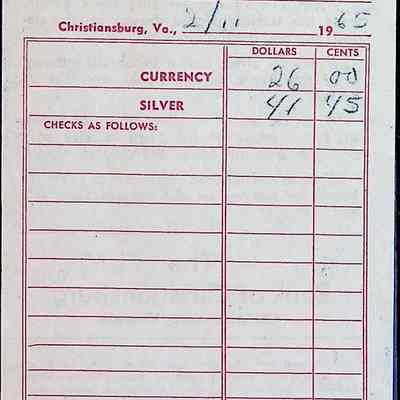 Christiansburg, Va., 2/11 1965
DOLLARS CENTS
CURRENCY 26 00
SILVER 41 45
CHECKS AS FOLLOWS: